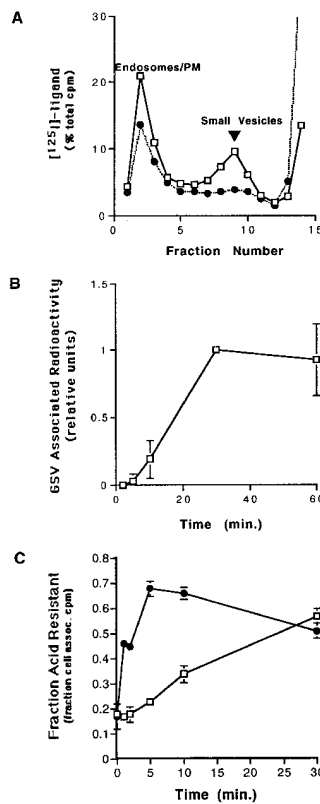 A
30
20
10
0
[125I]-ligand
(% total cpm)
Endosomes/PM
Small Vesicles
0
5
10
15
Fraction Number
B
1.5
1
0.5
0
GSV Associated Radioactivity
(relative units)
0
20
40
60
Time (min.)
C
0.8
0.7
0.6
0.5
0.4
0.3
0.2
0.1
0.0
Fraction Acid Resistant
(fraction cell assoc. cpm)
0
5
10
15
20
25
30
Time (min.)